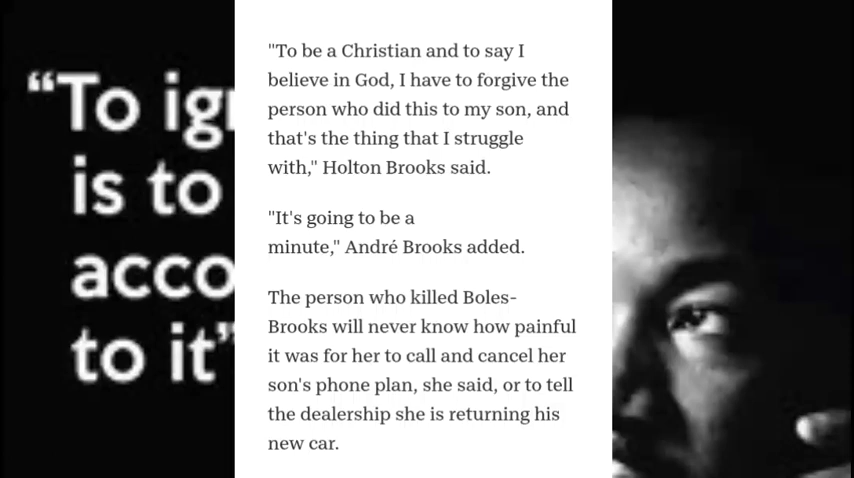 “To
is to
acco
to it”
"To be a Christian and to say I
believe in God, I have to forgive the
person who did this to my son, and
that's the thing that I struggle
with," Holton Brooks said.
"It's going to be a
minute," André Brooks added.
The person who killed Boles-
Brooks will never know how painful
it was for her to call and cancel her
son's phone plan, she said, or to tell
the dealership she is returning his
new car.